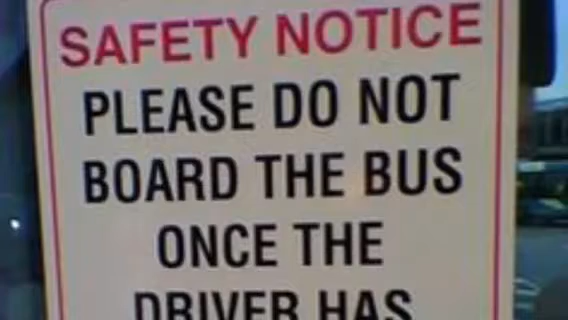 SAFETY NOTICE
PLEASE DO NOT
BOARD THE BUS
ONCE THE
DRIVER HAS